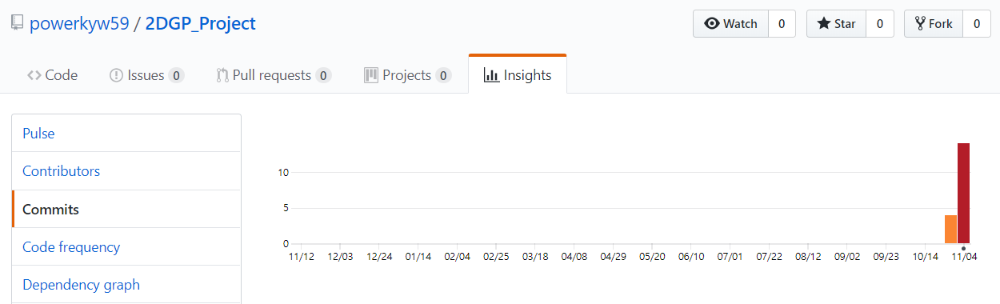 powerkyw59 / 2DGP_Project
Watch 0 Star 0 Fork 0
Code Issues 0 Pull requests 0 Projects 0 Insights
Pulse
Contributors
Commits
Code frequency
Dependency graph
10
5
0
11/12 12/03 12/24 01/14 02/04 02/25 03/18 04/08 04/29 05/20 06/10 07/01 07/22 08/12 09/02 09/23 10/14 11/04